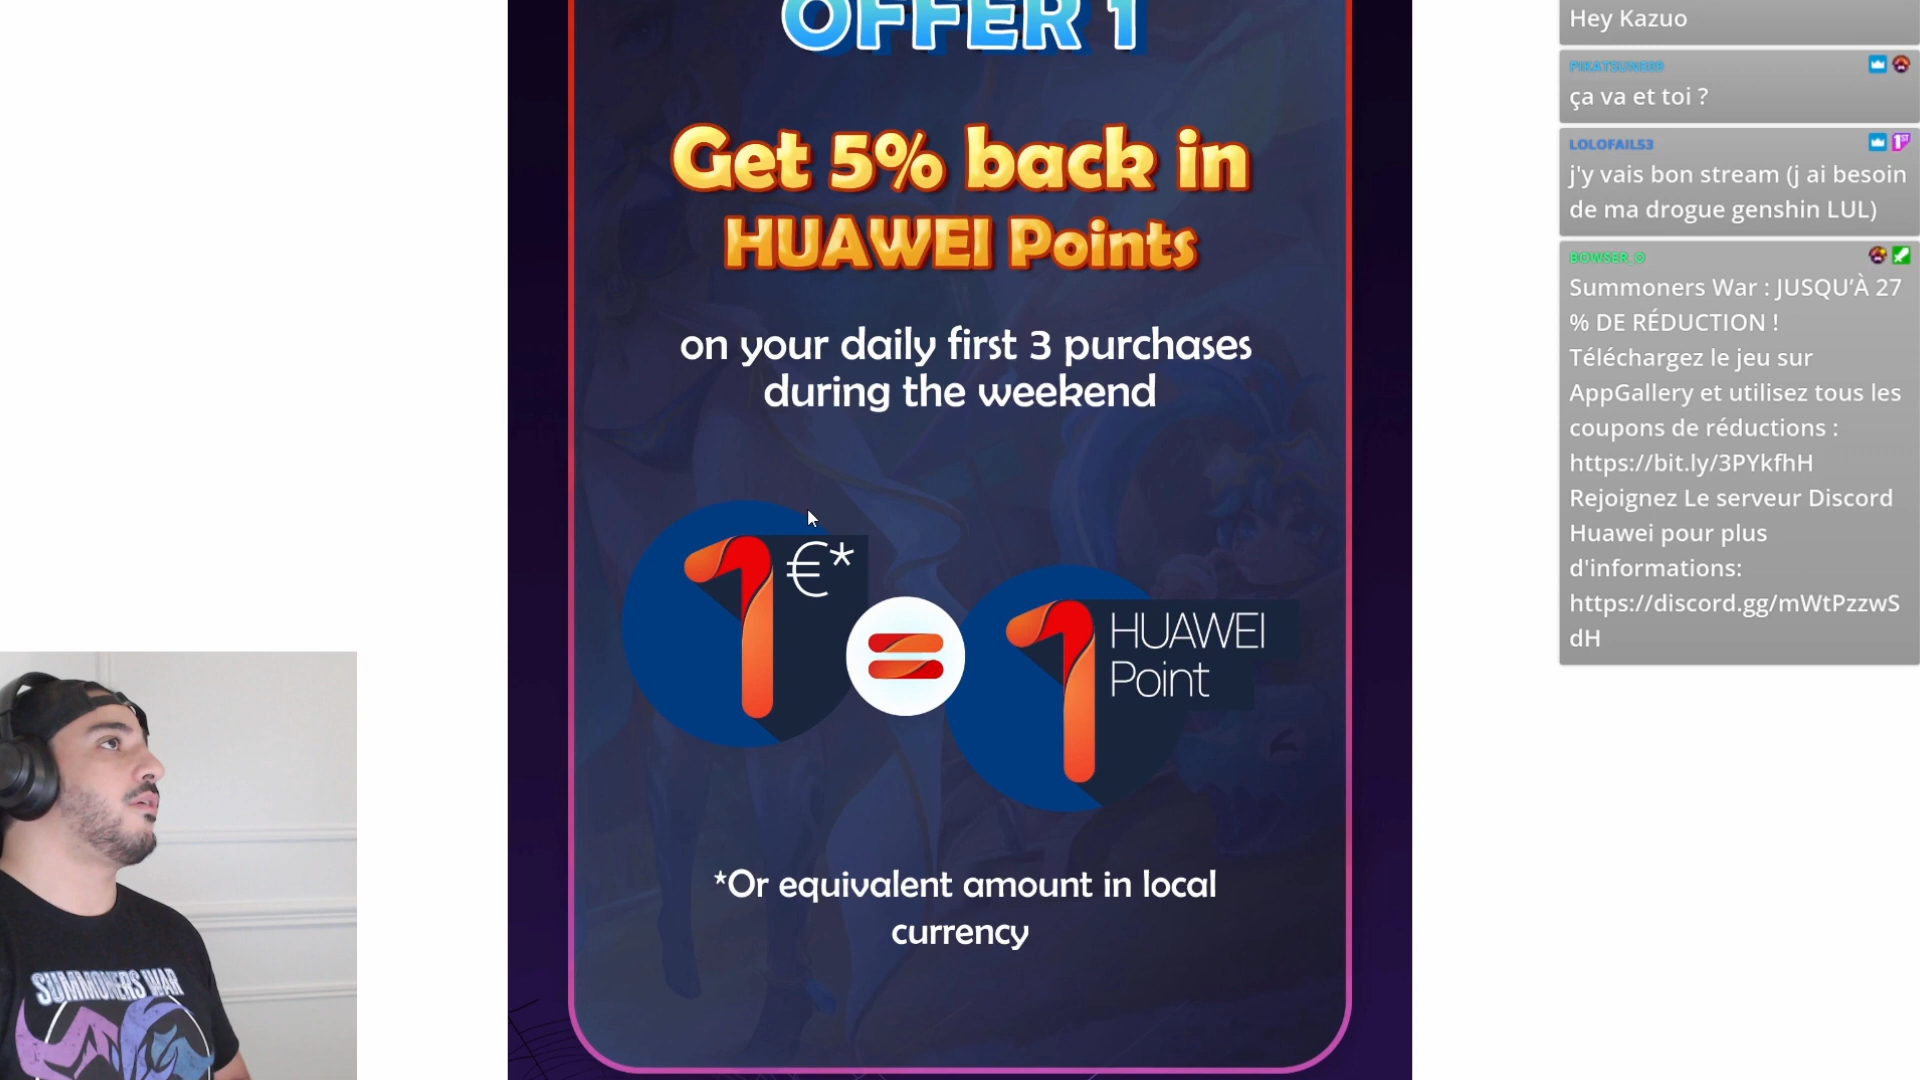 OFFER 1
Get 5% back in
HUAWEI Points
on your daily first 3 purchases
during the weekend
1 €*
=
1 HUAWEI
Point
*Or equivalent amount in local
currency
SUMMONERS WAR
Hey Kazuo
ça va et toi ?
LOLOFAIL53
j'y vais bon stream (j ai besoin
de ma drogue genshin LUL)
BOWSER_O
Summoners War : JUSQU'À 27
% DE RÉDUCTION !
Téléchargez le jeu sur
AppGallery et utilisez tous les
coupons de réductions :
https://bit.ly/3PYkfhH
Rejoignez Le serveur Discord
Huawei pour plus
d'informations:
https://discord.gg/mWtPzzwS
dH